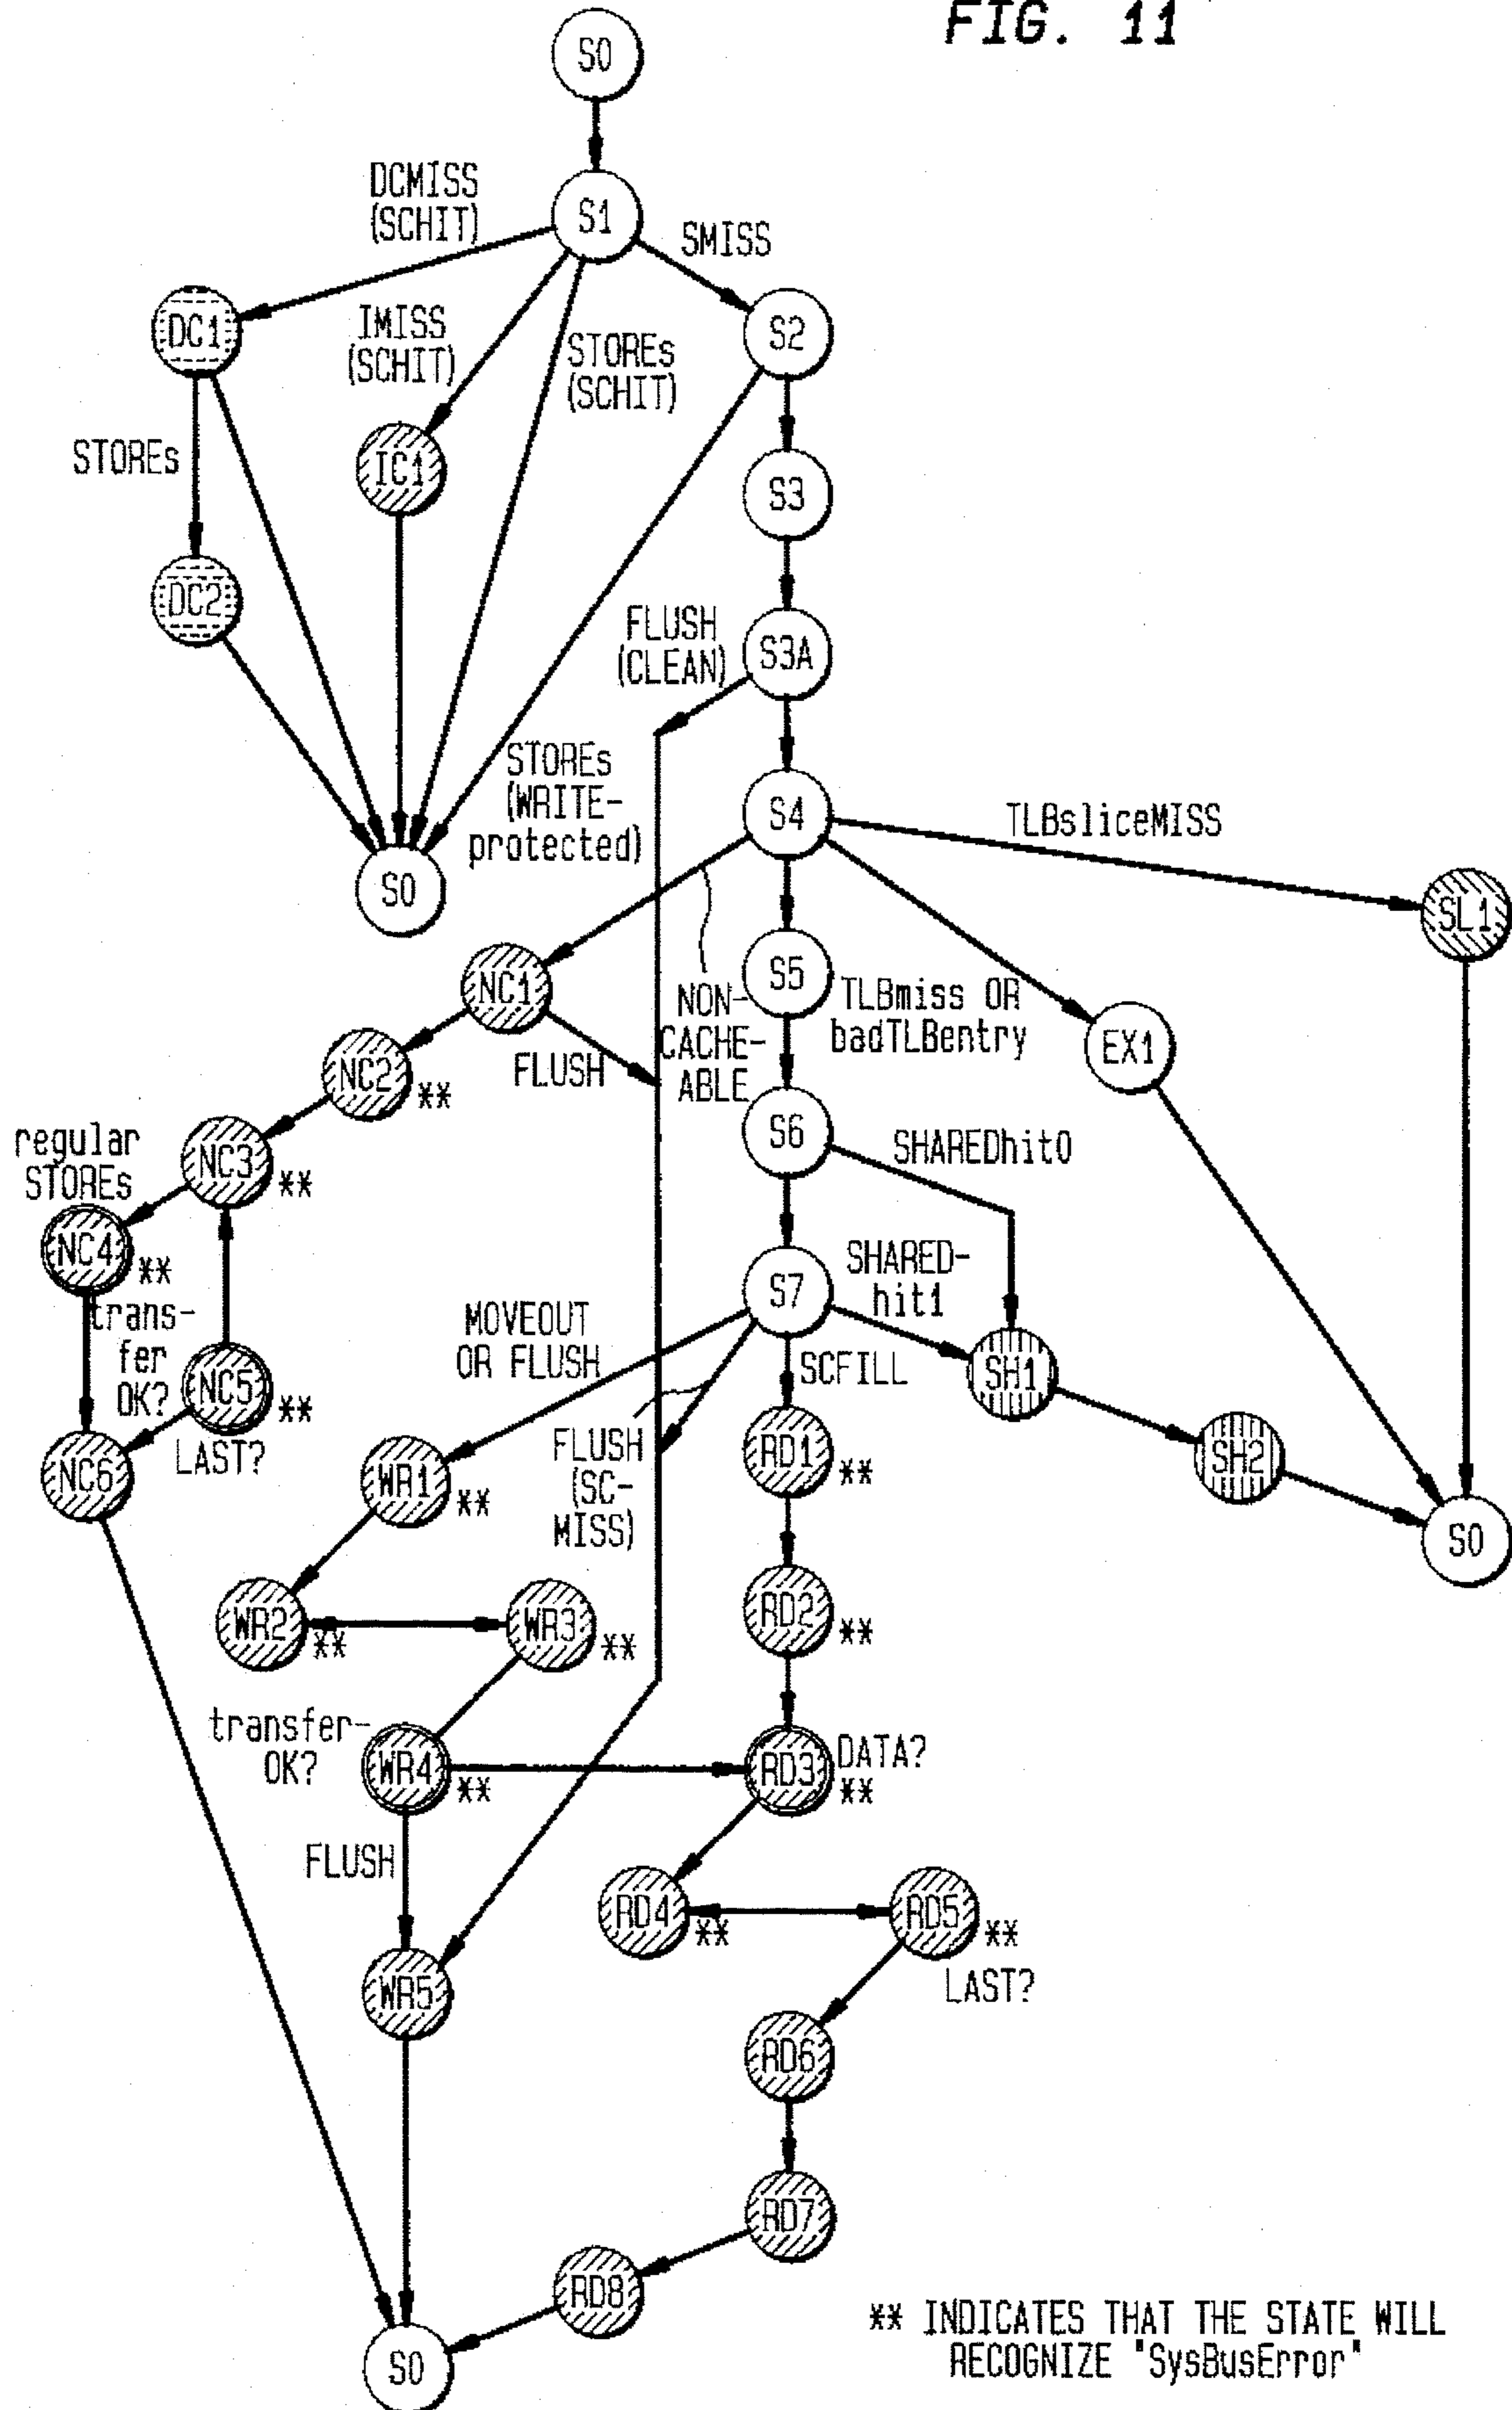 FIG. 11
S0
DCMISS
(SCHIT)
S1
SMISS
DC1
IMISS
(SCHIT)
STOREs
(SCHIT)
S2
STOREs
IC1
S3
DC2
FLUSH
(CLEAN)
S3A
STOREs
(WRITE-
protected)
S4
TLBsliceMISS
S0
SL1
NC1
NON-
CACHE-
ABLE
S5
TLBmiss OR
badTLBentry
EX1
NC2
**
FLUSH
regular
STOREs
NC3
**
S6
SHAREDhit0
NC4
**
trans-
fer
OK?
NC5
**
LAST?
NC6
MOVEOUT
OR FLUSH
S7
SHARED-
hit1
SCFILL
SH1
SH2
S0
WR1
**
FLUSH
(SC-
MISS)
RD1
**
WR2
**
WR3
**
RD2
**
transfer-
OK?
WR4
**
RD3
DATA?
**
FLUSH
RD4
**
RD5
**
LAST?
WR5
RD6
RD7
RD8
S0
** INDICATES THAT THE STATE WILL
RECOGNIZE "SysBusError"